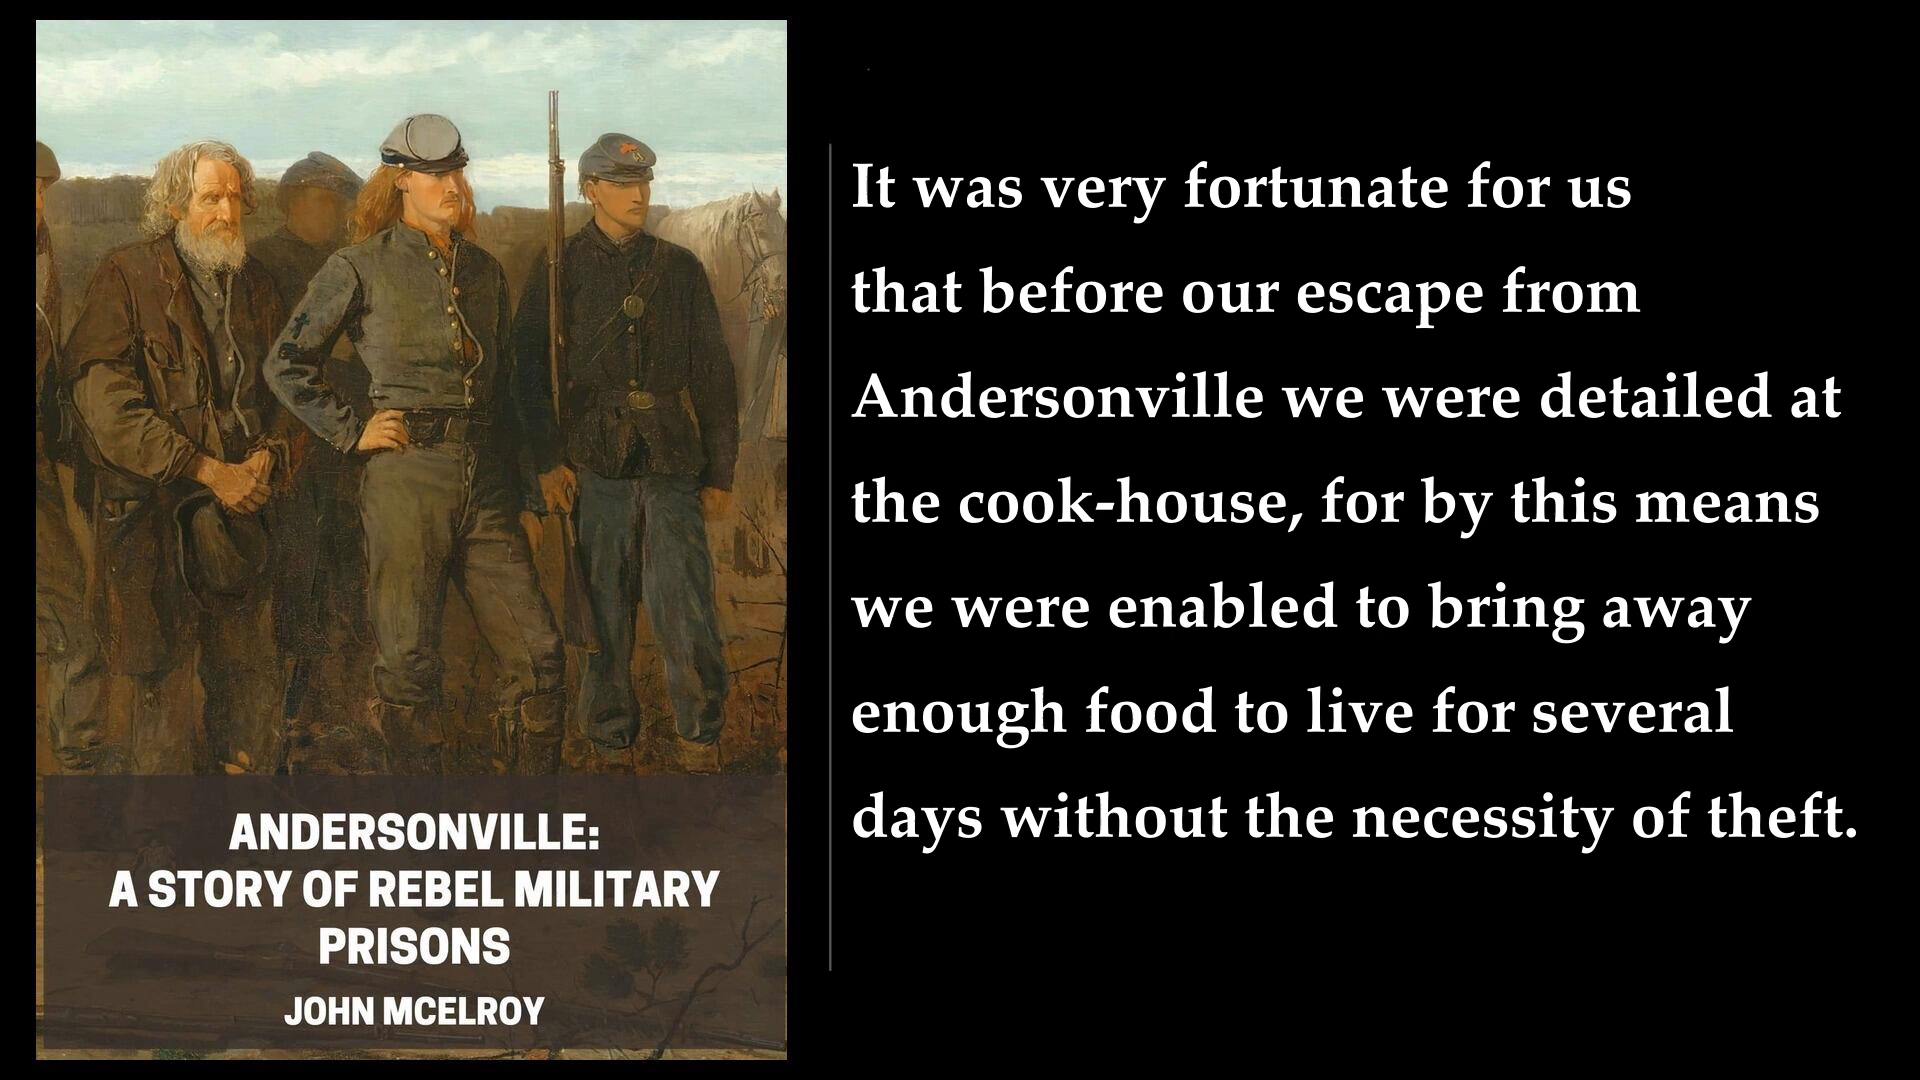 ANDERSONVILLE:
A STORY OF REBEL MILITARY
PRISONS
JOHN MCELROY
It was very fortunate for us
that before our escape from
Andersonville we were detailed at
the cook-house, for by this means
we were enabled to bring away
enough food to live for several
days without the necessity of theft.